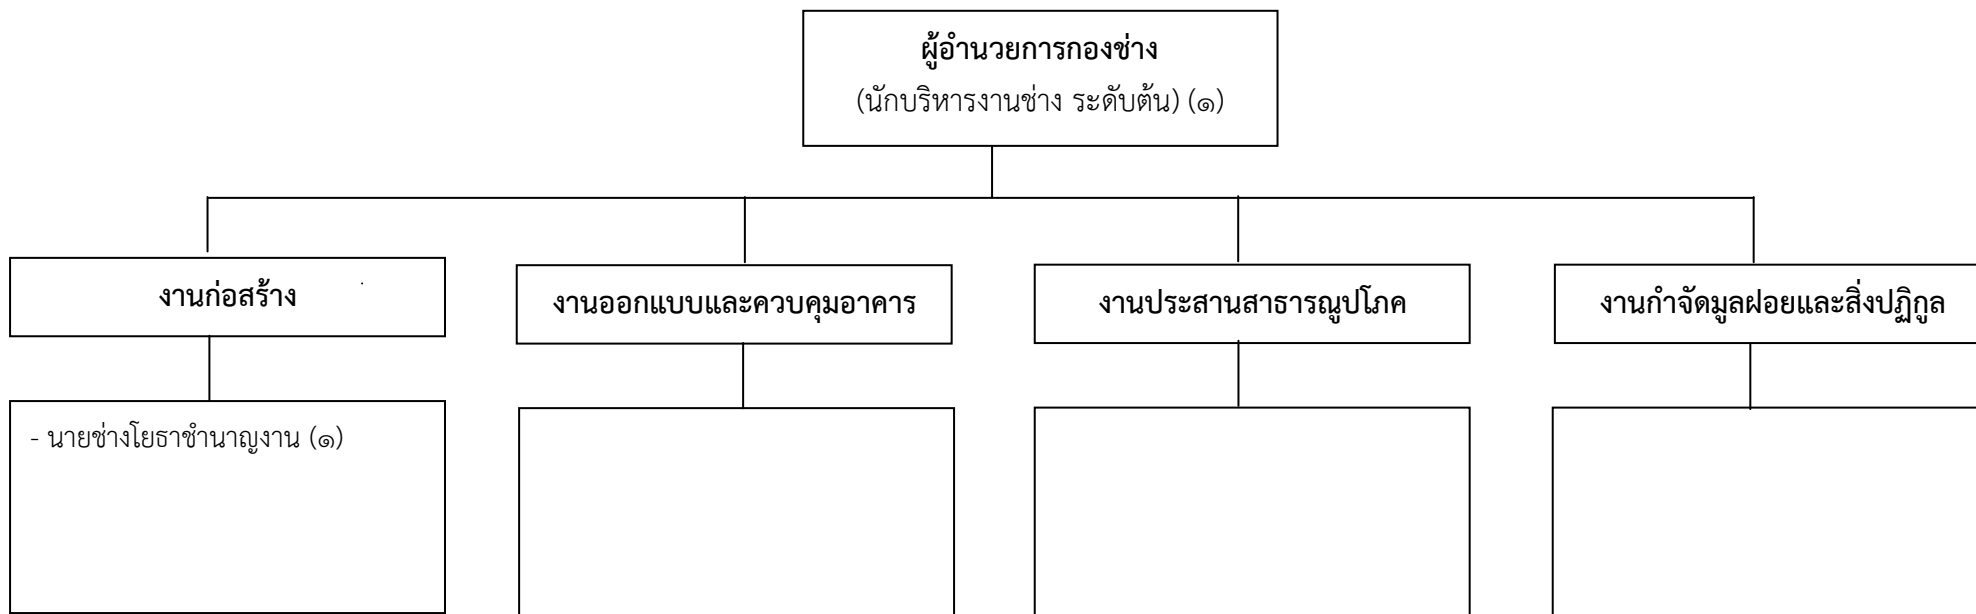 ผู้อำนวยการกองช่าง
(นักบริหารงานช่าง ระดับต้น) (๑)
งานก่อสร้าง
งานออกแบบและควบคุมอาคาร
งานประสานสาธารณูปโภค
งานกำจัดมูลฝอยและสิ่งปฏิกูล
- นายช่างโยธาชำนาญงาน (๑)